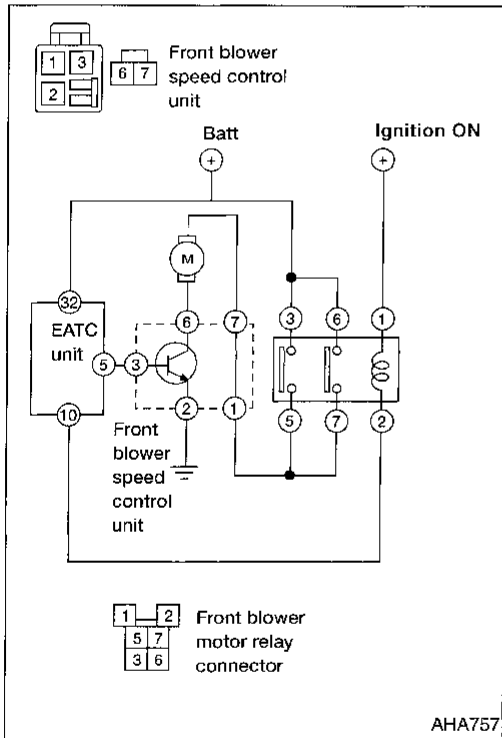 1 3
2
6 7
Front blower
speed control
unit
Batt
Ignition ON
+
+
M
32
EATC
unit
6
7
3
6
1
5
3
2
1
5
7
2
10
Front
blower
speed
control
unit
1 2
5 7
3 6
Front blower
motor relay
connector
AHA757